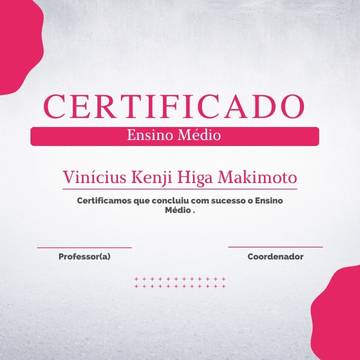 CERTIFICADO
Ensino Médio
Vinícius Kenji Higa Makimoto
Certificamos que concluiu com sucesso o Ensino
Médio .
Professor(a)
Coordenador